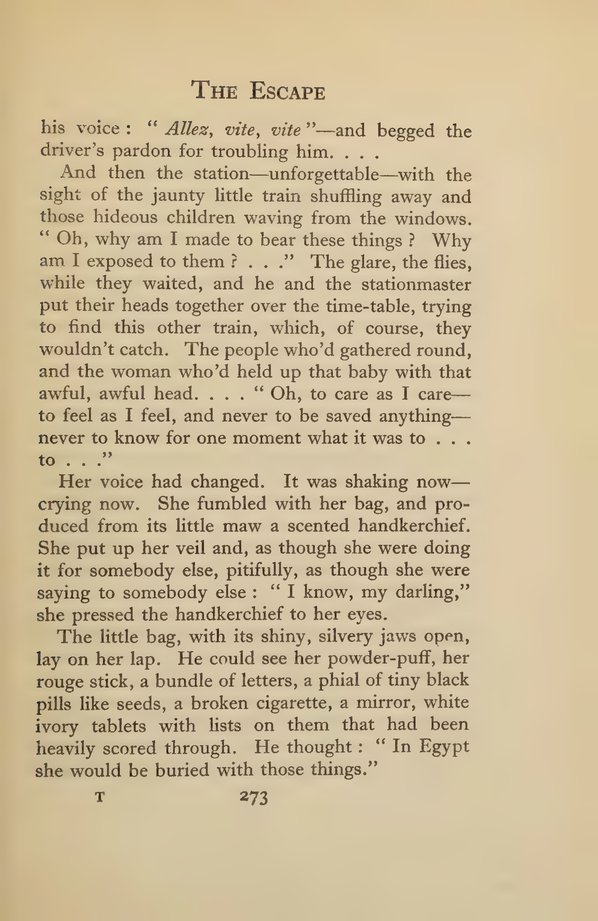 The Escape
his voice : “ Allez, vite, vite ”—and begged the
driver’s pardon for troubling him. . . .
And then the station—unforgettable—with the
sight of the jaunty little train shuffling away and
those hideous children waving from the windows.
“ Oh, why am I made to bear these things ? Why
am I exposed to them ? . . .” The glare, the flies,
while they waited, and he and the stationmaster
put their heads together over the time-table, trying
to find this other train, which, of course, they
wouldn’t catch. The people who’d gathered round,
and the woman who’d held up that baby with that
awful, awful head. . . . “ Oh, to care as I care—
to feel as I feel, and never to be saved anything—
never to know for one moment what it was to . . .
to . . .”
Her voice had changed. It was shaking now—
crying now. She fumbled with her bag, and pro-
duced from its little maw a scented handkerchief.
She put up her veil and, as though she were doing
it for somebody else, pitifully, as though she were
saying to somebody else : “ I know, my darling,”
she pressed the handkerchief to her eyes.
The little bag, with its shiny, silvery jaws open,
lay on her lap. He could see her powder-puff, her
rouge stick, a bundle of letters, a phial of tiny black
pills like seeds, a broken cigarette, a mirror, white
ivory tablets with lists on them that had been
heavily scored through. He thought : “ In Egypt
she would be buried with those things.”
T 273